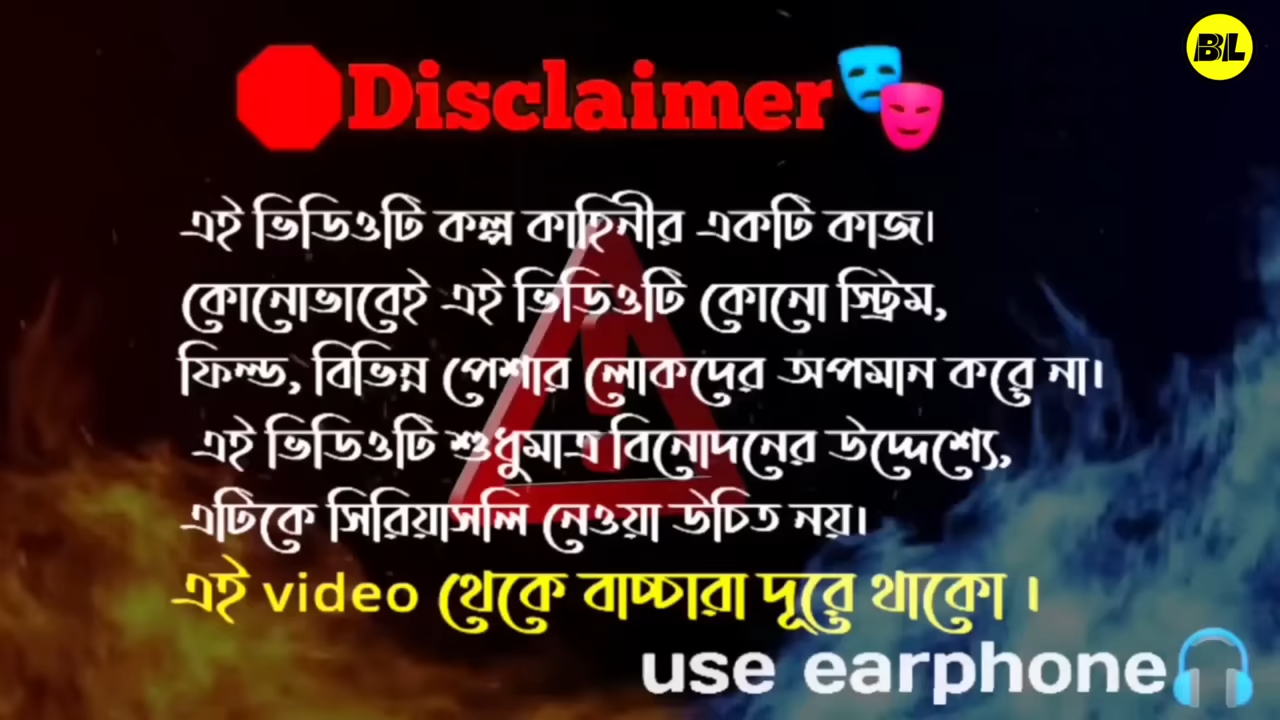 BL
Disclaimer
এই ভিডিওটি কল্প কাহিনীর একটি কাজ।
কোনোভাবেই এই ভিডিওটি কোনো স্ট্রিম,
ফিল্ড, বিভিন্ন পেশার লোকদের অপমান করে না।
এই ভিডিওটি শুধুমাত্র বিনোদনের উদ্দেশ্যে,
এটিকে সিরিয়াসলি নেওয়া উচিত নয়।
এই video থেকে বাচ্চারা দূরে থাকো ।
use earphone